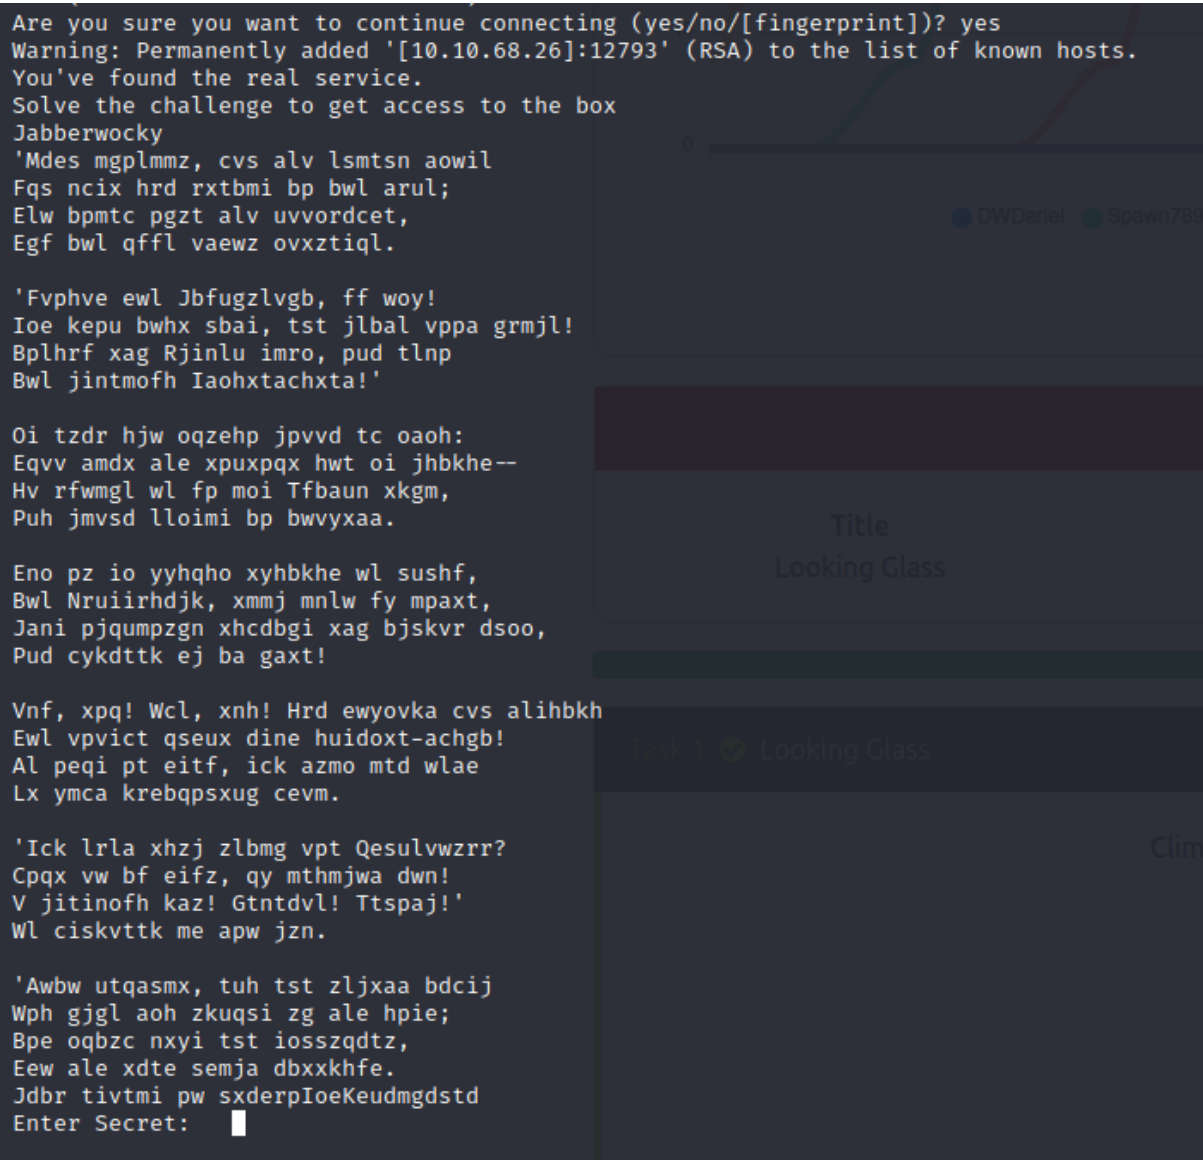 Are you sure you want to continue connecting (yes/no/[fingerprint])? yes
Warning: Permanently added '[10.10.68.26]:12793' (RSA) to the list of known hosts.
You've found the real service.
Solve the challenge to get access to the box
Jabberwocky
'Mdes mgplmmz, cvs alv lsmtsn aowil
Fqs ncix hrd rxtbmi bp bwl arul;
Elw bpmtc pgzt alv uvvordcet,
Egf bwl qffl vaewz ovxztiql.

'Fvphve ewl Jbfugzlvgb, ff woy!
Ioe kepu bwhx sbai, tst jlbal vppa grmjl!
Bplhrf xag Rjinlu imro, pud tlnp
Bwl jintmofh Iaohxtachxta!'

Oi tzdr hjw oqzehp jpvvd tc oaoh:
Eqvv amdx ale xpuxpqx hwt oi jhbkhe--
Hv rfwmgl wl fp moi Tfbaun xkgm,
Puh jmvsd lloimi bp bwvyxaa.

Eno pz io yyhqho xyhbkhe wl sushf,
Bwl Nruiirhdjk, xmmj mnlw fy mpaxt,
Jani pjqumpzgn xhcdbgi xag bjskvr dsoo,
Pud cykdttk ej ba gaxt!

Vnf, xpq! Wcl, xnh! Hrd ewyovka cvs alihbkh
Ewl vpvict qseux dine huidoxt-achgb!
Al peqi pt eitf, ick azmo mtd wlae
Lx ymca krebqpsxug cevm.

'Ick lrla xhzj zlbmg vpt Qesulvwzrr?
Cpqx vw bf eifz, qy mthmjwa dwn!
V jitinofh kaz! Gtntdvl! Ttspaj!'
Wl ciskvttk me apw jzn.

'Awbw utqasmx, tuh tst zljxaa bdcij
Wph gjgl aoh zkuqsi zg ale hpie;
Bpe oqbzc nxyi tst iosszqdtz,
Eew ale xdte semja dbxxkhfe.
Jdbr tivtmi pw sxderpIoeKeudmgdstd
Enter Secret:
0
DWDariel Spawn789
Title
Looking Glass
Task 1 Looking Glass